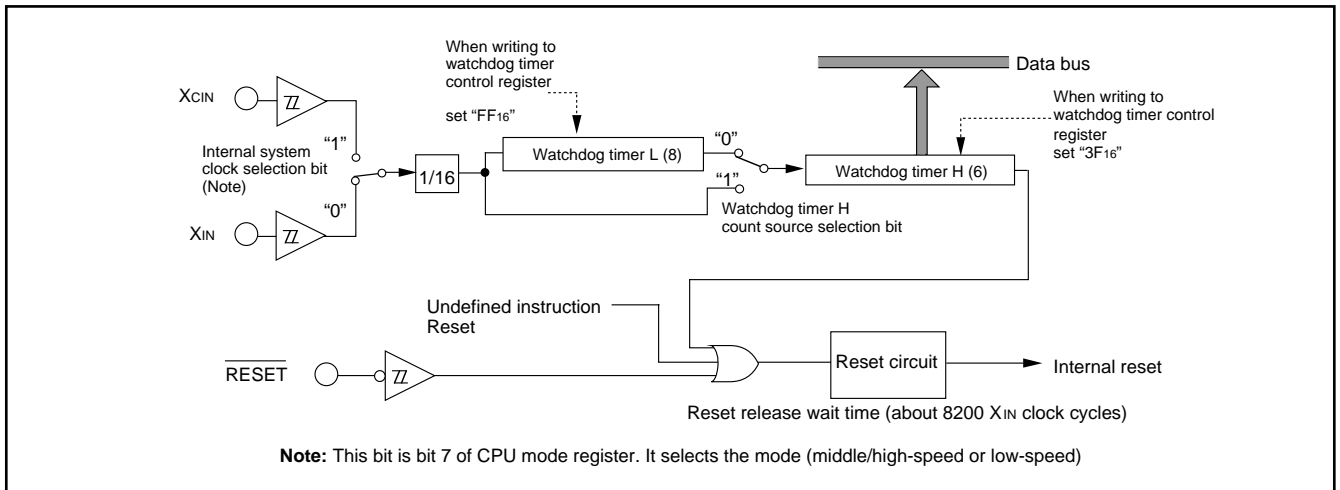 When writing to
watchdog timer
control register
set “FF16”
Data bus
When writing to
watchdog timer control
register
set “3F16”
XCIN
“1”
Internal system
clock selection bit
(Note)
“0”
XIN
1/16
Watchdog timer L (8)
“0”
“1”
Watchdog timer H
count source selection bit
Watchdog timer H (6)
Undefined instruction
Reset
RESET
Reset circuit
Internal reset
Reset release wait time (about 8200 XIN clock cycles)
Note: This bit is bit 7 of CPU mode register. It selects the mode (middle/high-speed or low-speed)